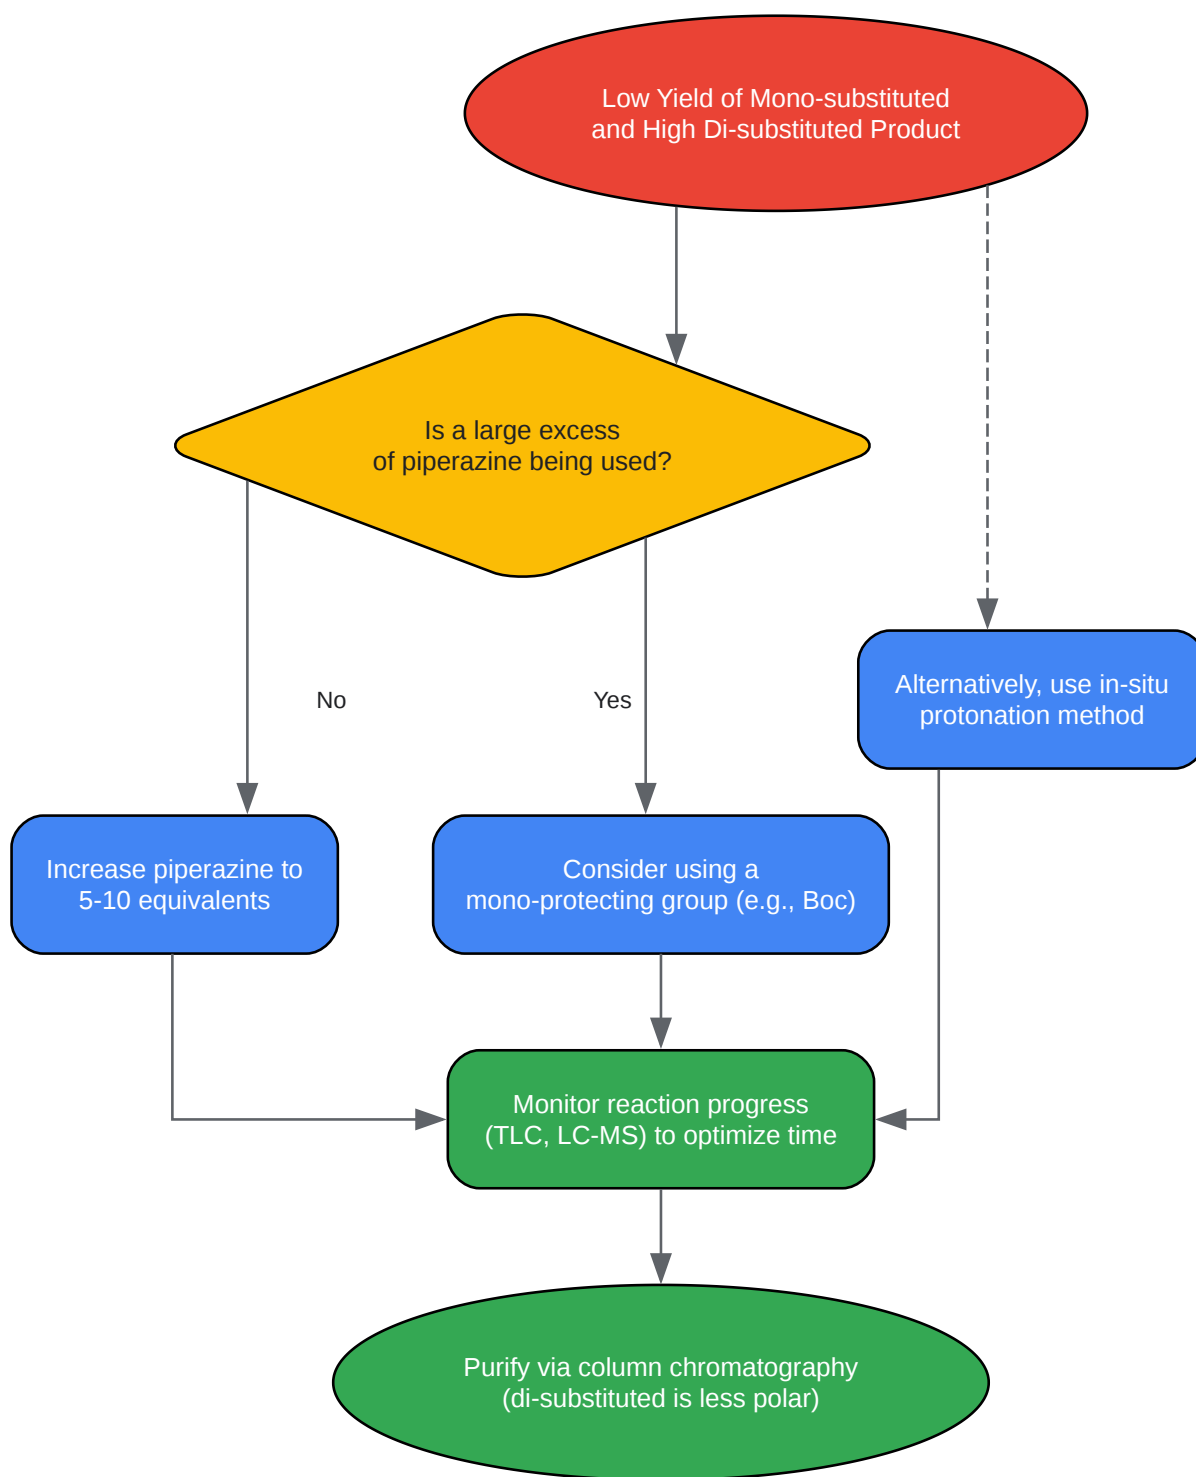 Low Yield of Mono-substituted
and High Di-substituted Product
Is a large excess
of piperazine being used?
No
Yes
Alternatively, use in-situ
protonation method
Increase piperazine to
5-10 equivalents
Consider using a
mono-protecting group (e.g., Boc)
Monitor reaction progress
(TLC, LC-MS) to optimize time
Purify via column chromatography
(di-substituted is less polar)